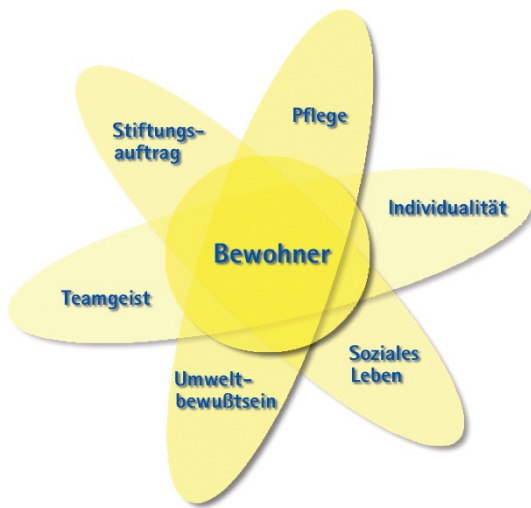 Pflege
Stiftungs-
auftrag
Individualität
Bewohner
Teamgeist
Soziales
Leben
Umwelt-
bewußtsein